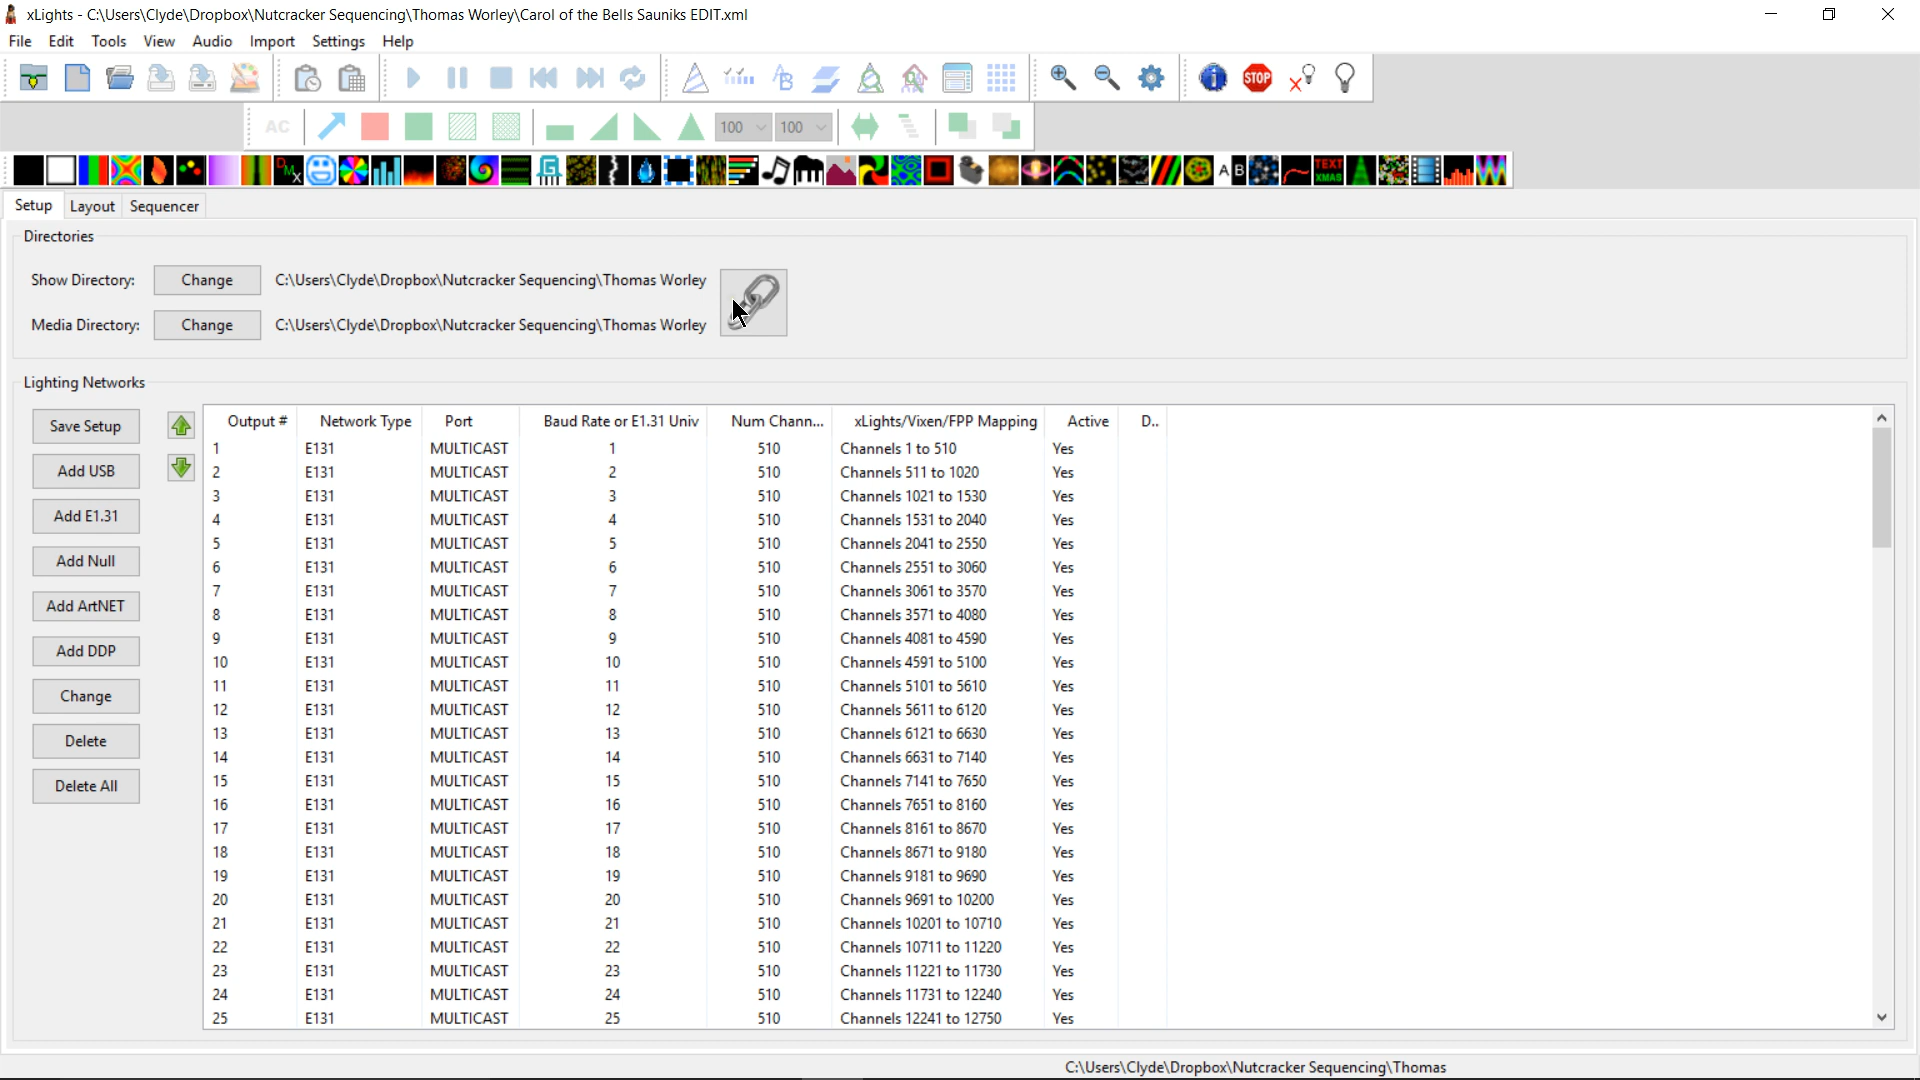 xLights - C:\Users\Clyde\Dropbox\Nutcracker Sequencing\Thomas Worley\Carol of the Bells Sauniks EDIT.xml
File Edit Tools View Audio Import Settings Help
STOP
AC 100 100
DMX A B TEXT XMAS
Setup Layout Sequencer
Directories
Show Directory: Change C:\Users\Clyde\Dropbox\Nutcracker Sequencing\Thomas Worley
Media Directory: Change C:\Users\Clyde\Dropbox\Nutcracker Sequencing\Thomas Worley
Lighting Networks
Save Setup
Add USB
Add E1.31
Add Null
Add ArtNET
Add DDP
Change
Delete
Delete All
Output # Network Type Port Baud Rate or E1.31 Univ Num Chann... xLights/Vixen/FPP Mapping Active D..
1 E131 MULTICAST 1 510 Channels 1 to 510 Yes
2 E131 MULTICAST 2 510 Channels 511 to 1020 Yes
3 E131 MULTICAST 3 510 Channels 1021 to 1530 Yes
4 E131 MULTICAST 4 510 Channels 1531 to 2040 Yes
5 E131 MULTICAST 5 510 Channels 2041 to 2550 Yes
6 E131 MULTICAST 6 510 Channels 2551 to 3060 Yes
7 E131 MULTICAST 7 510 Channels 3061 to 3570 Yes
8 E131 MULTICAST 8 510 Channels 3571 to 4080 Yes
9 E131 MULTICAST 9 510 Channels 4081 to 4590 Yes
10 E131 MULTICAST 10 510 Channels 4591 to 5100 Yes
11 E131 MULTICAST 11 510 Channels 5101 to 5610 Yes
12 E131 MULTICAST 12 510 Channels 5611 to 6120 Yes
13 E131 MULTICAST 13 510 Channels 6121 to 6630 Yes
14 E131 MULTICAST 14 510 Channels 6631 to 7140 Yes
15 E131 MULTICAST 15 510 Channels 7141 to 7650 Yes
16 E131 MULTICAST 16 510 Channels 7651 to 8160 Yes
17 E131 MULTICAST 17 510 Channels 8161 to 8670 Yes
18 E131 MULTICAST 18 510 Channels 8671 to 9180 Yes
19 E131 MULTICAST 19 510 Channels 9181 to 9690 Yes
20 E131 MULTICAST 20 510 Channels 9691 to 10200 Yes
21 E131 MULTICAST 21 510 Channels 10201 to 10710 Yes
22 E131 MULTICAST 22 510 Channels 10711 to 11220 Yes
23 E131 MULTICAST 23 510 Channels 11221 to 11730 Yes
24 E131 MULTICAST 24 510 Channels 11731 to 12240 Yes
25 E131 MULTICAST 25 510 Channels 12241 to 12750 Yes
C:\Users\Clyde\Dropbox\Nutcracker Sequencing\Thomas